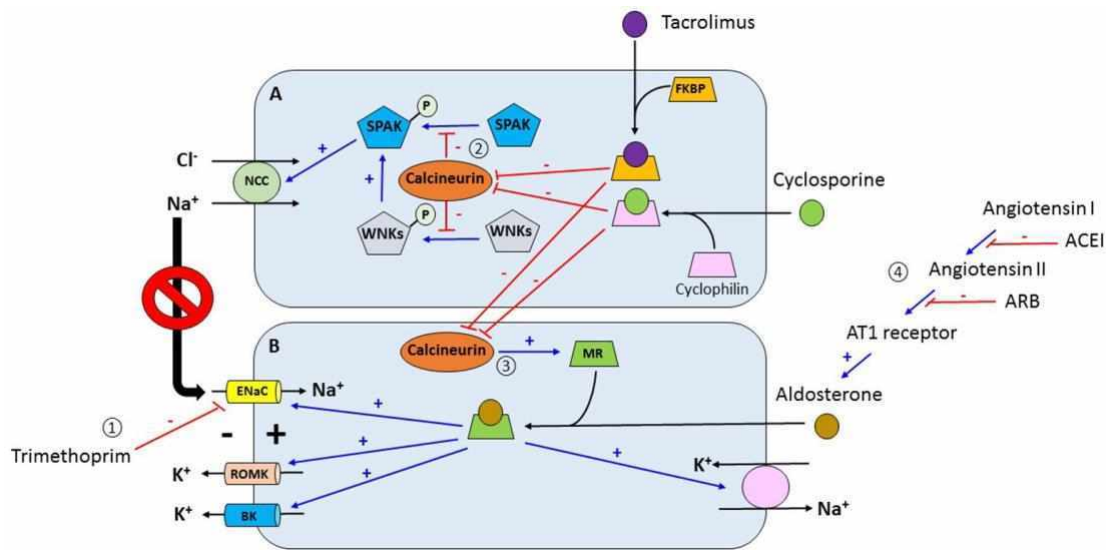 Tacrolimus
A
FKBP
P
SPAK
SPAK
+
-
②
-
Cl⁻
NCC
+
Calcineurin
-
Cyclosporine
Na⁺
P
-
WNKs
WNKs
Angiotensin I
-
ACEI
Cyclophilin
④
Angiotensin II
-
-
-
ARB
B
AT1 receptor
Calcineurin
+
MR
③
+
ENaC
Na⁺
+
Aldosterone
①
-
- +
+
+
K⁺
Trimethoprim
K⁺
ROMK
+
K⁺
BK
Na⁺